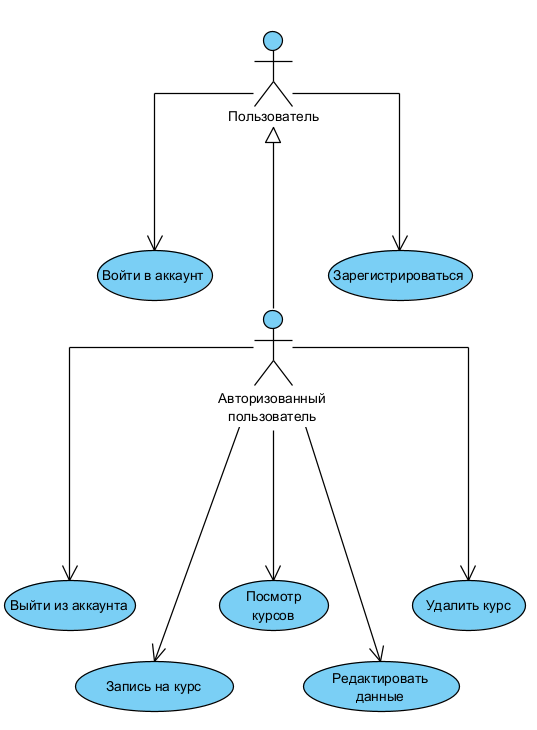 Пользователь
Войти в аккаунт
Зарегистрироваться
Авторизованный
пользователь
Выйти из аккаунта
Посмотр
курсов
Удалить курс
Запись на курс
Редактировать
данные